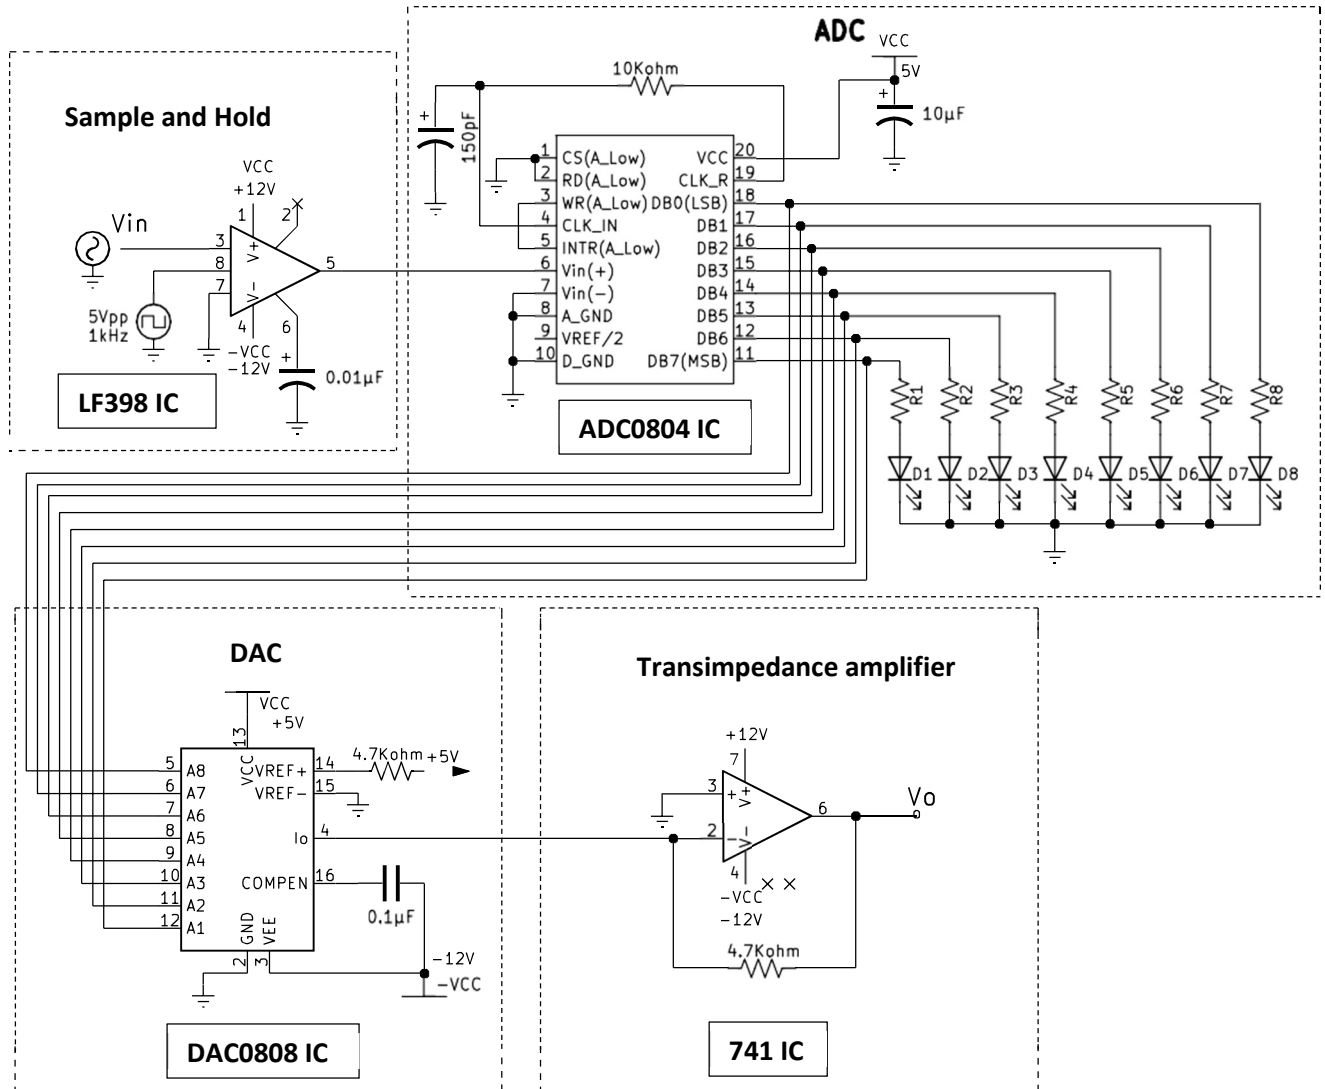 Sample and Hold
VCC
+12V
1
2
Vin
3
V+
8
7
V-
5
4
6
5Vpp
1kHz
-VCC
-12V
+
0.01µF
LF398 IC
ADC
VCC
5V
10Kohm
+
150pF
+
10µF
1 CS(A_Low) VCC 20
2 RD(A_Low) CLK_R 19
3 WR(A_Low) DB0(LSB) 18
4 CLK_IN DB1 17
5 INTR(A_Low) DB2 16
6 Vin(+) DB3 15
7 Vin(-) DB4 14
8 A_GND DB5 13
9 VREF/2 DB6 12
10 D_GND DB7(MSB) 11
R1 R2 R3 R4 R5 R6 R7 R8
D1 D2 D3 D4 D5 D6 D7 D8
ADC0804 IC
DAC
VCC
+5V
13
VCC
4.7Kohm +5V
5 A8 VREF+ 14
6 A7 VREF- 15
7 A6
8 A5 Io 4
9 A4
10 A3 COMPEN 16
11 A2
12 A1
0.1µF
GND VEE
2 3
-12V
-VCC
DAC0808 IC
Transimpedance amplifier
+12V
7
3
+ V+
6
Vo
2
- V-
4
-VCC
-12V
4.7Kohm
741 IC